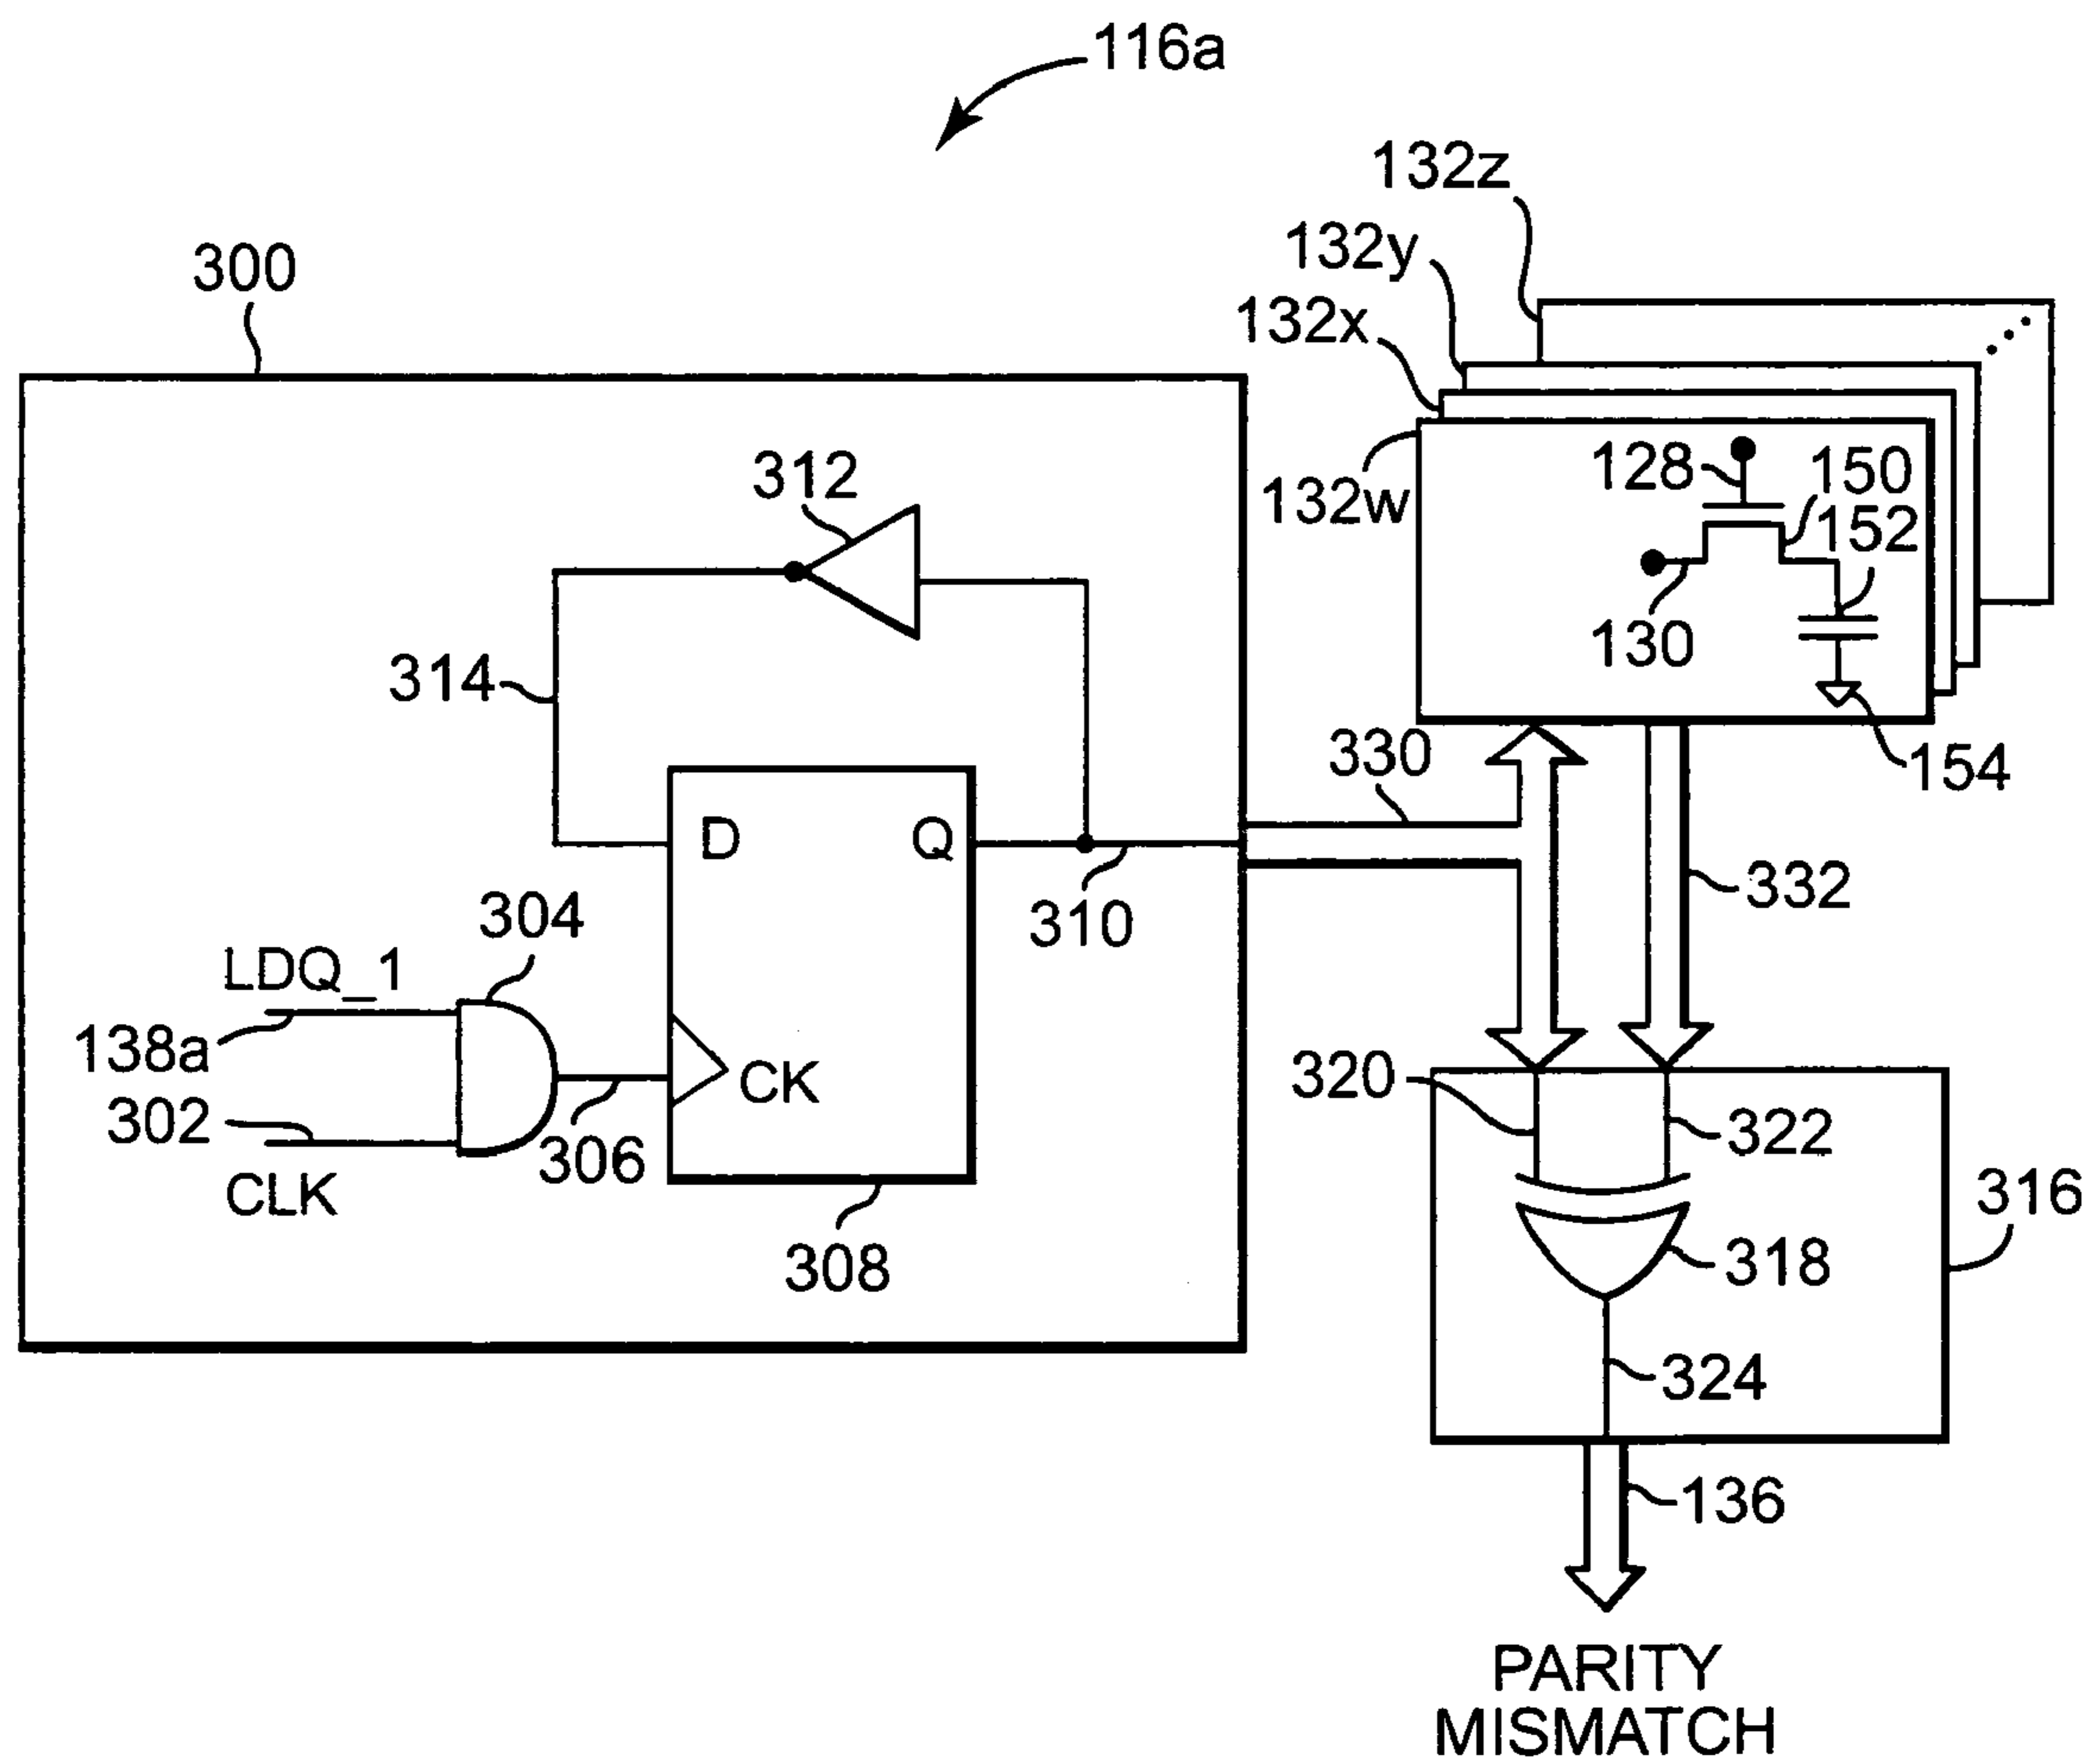 116a
132z
132y
132x
300
132w
128
150
152
130
154
312
314
330
D
Q
310
332
304
LDQ_1
138a
302
CLK
306
CK
308
320
322
316
318
324
136
PARITY
MISMATCH